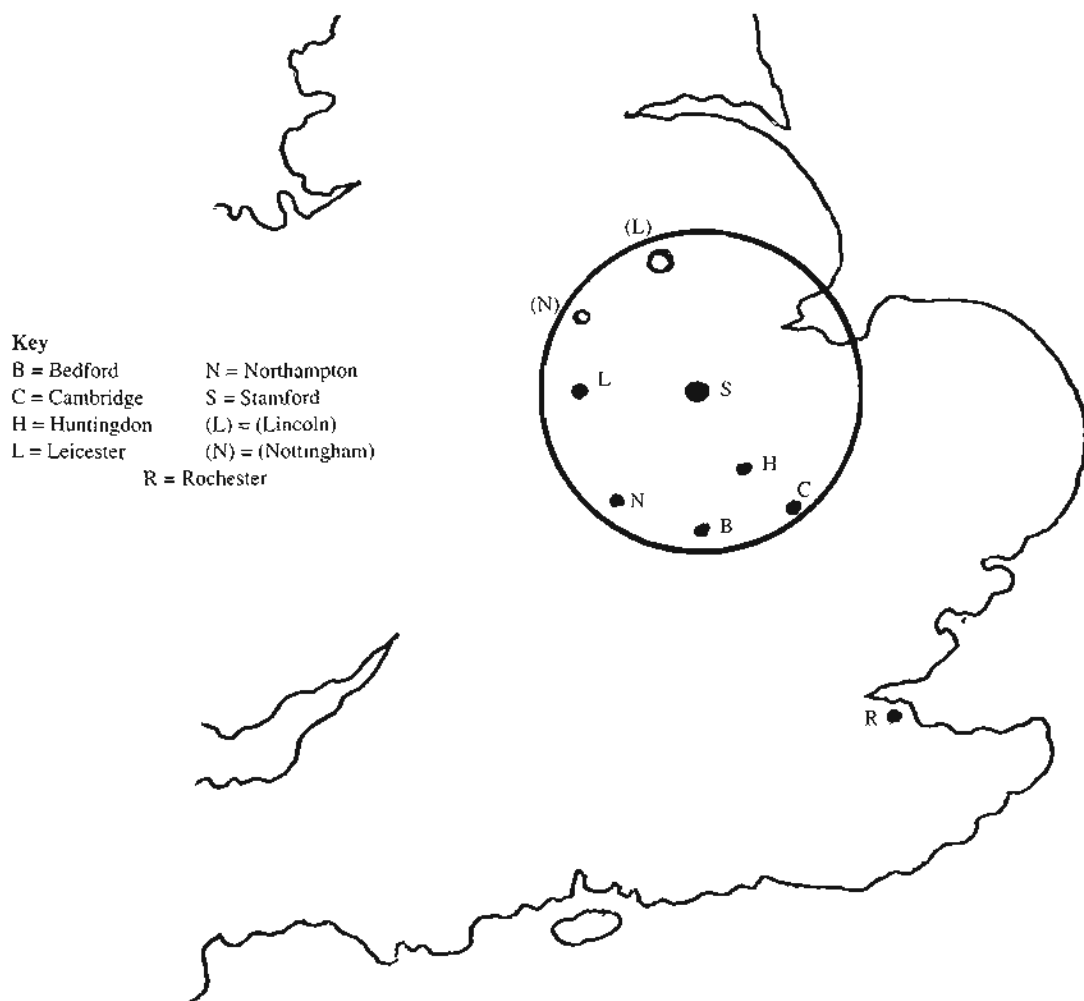 (L)
(N)
Key
B = Bedford N = Northampton
C = Cambridge S = Stamford
H = Huntingdon (L) = (Lincoln)
L = Leicester (N) = (Nottingham)
R = Rochester
L
S
H
C
N
B
R